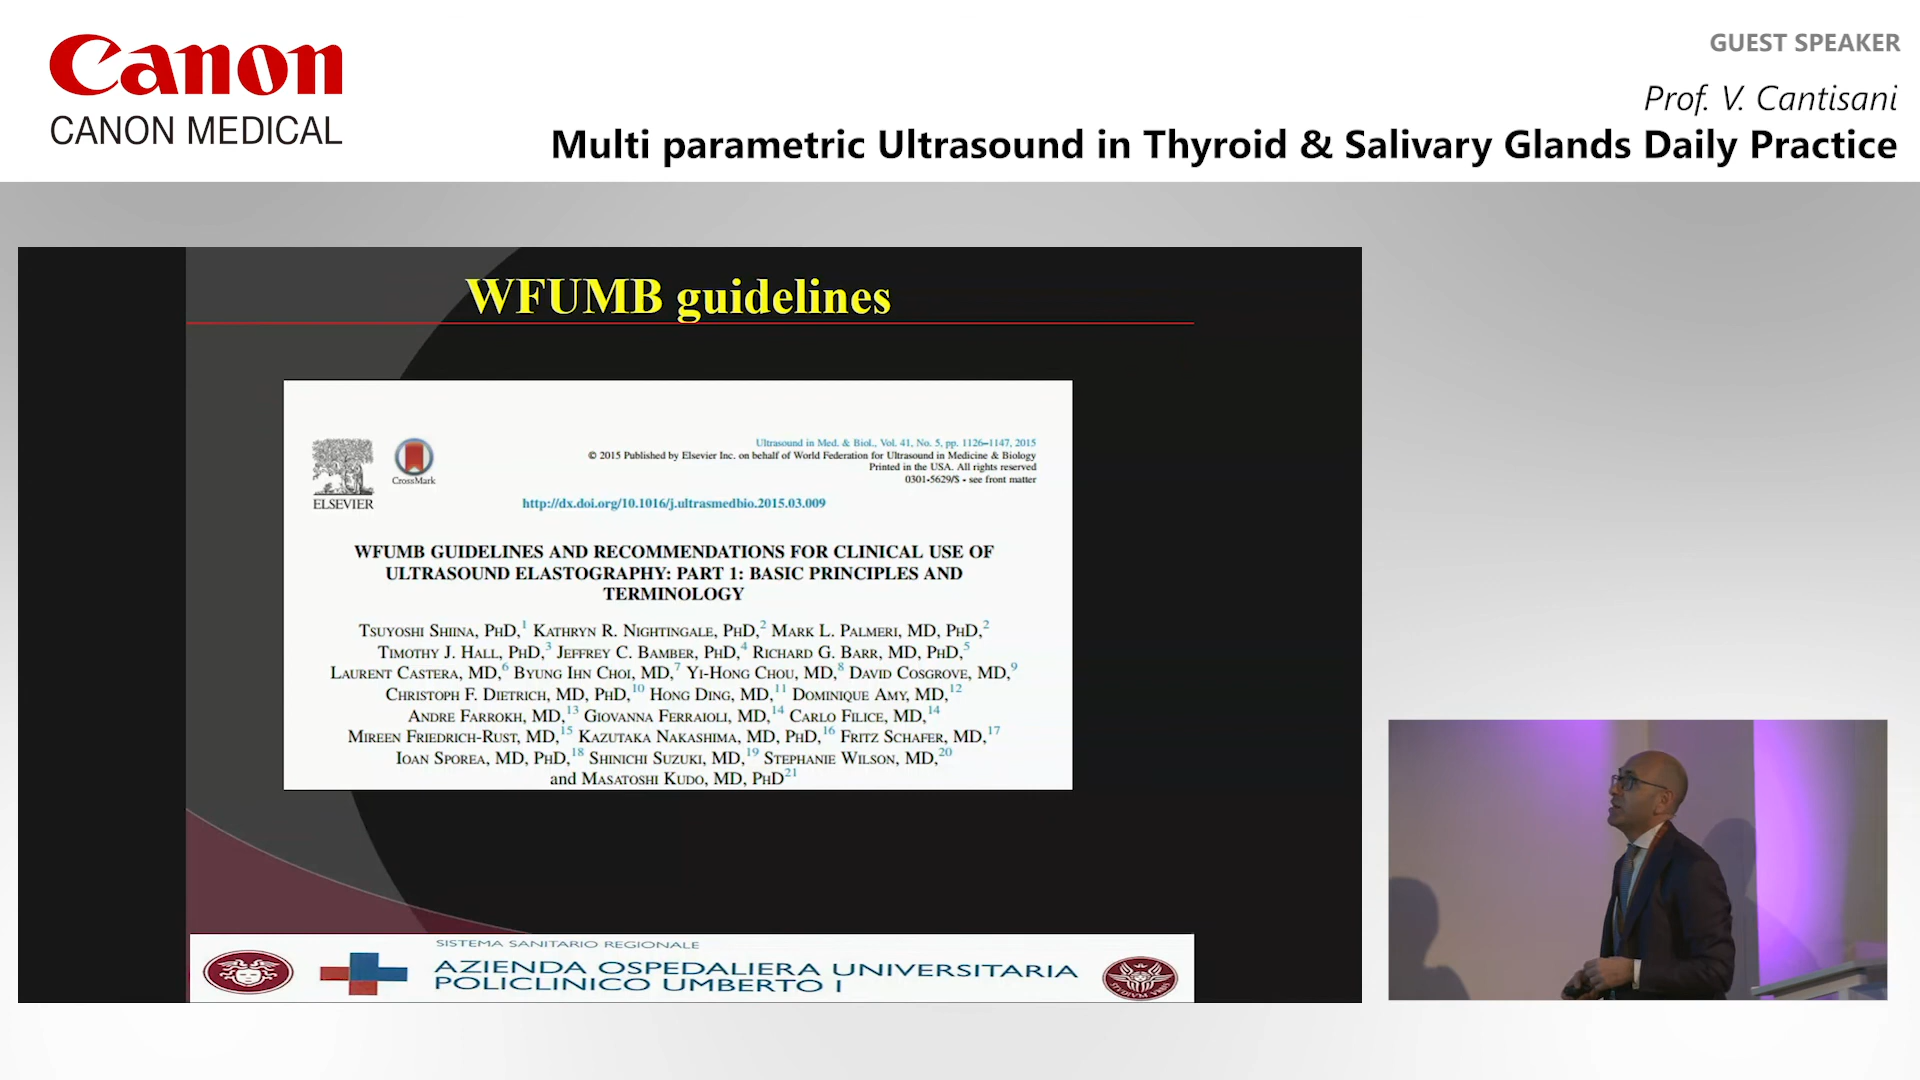 Canon
CANON MEDICAL
GUEST SPEAKER
Prof. V. Cantisani
Multi parametric Ultrasound in Thyroid & Salivary Glands Daily Practice
WFUMB guidelines
ELSEVIER
CrossMark
Ultrasound in Med. & Biol., Vol. 41, No. 5, pp. 1126–1147, 2015
© 2015 Published by Elsevier Inc. on behalf of World Federation for Ultrasound in Medicine & Biology
Printed in the USA. All rights reserved
0301-5629/$ - see front matter
http://dx.doi.org/10.1016/j.ultrasmedbio.2015.03.009
WFUMB GUIDELINES AND RECOMMENDATIONS FOR CLINICAL USE OF
ULTRASOUND ELASTOGRAPHY: PART 1: BASIC PRINCIPLES AND
TERMINOLOGY
TSUYOSHI SHIINA, PHD,1 KATHRYN R. NIGHTINGALE, PHD,2 MARK L. PALMERI, MD, PHD,2
TIMOTHY J. HALL, PHD,3 JEFFREY C. BAMBER, PHD,4 RICHARD G. BARR, MD, PHD,5
LAURENT CASTERA, MD,6 BYUNG IHN CHOI, MD,7 YI-HONG CHOU, MD,8 DAVID COSGROVE, MD,9
CHRISTOPH F. DIETRICH, MD, PHD,10 HONG DING, MD,11 DOMINIQUE AMY, MD,12
ANDRE FARROKH, MD,13 GIOVANNA FERRAIOLI, MD,14 CARLO FILICE, MD,14
MIREEN FRIEDRICH-RUST, MD,15 KAZUTAKA NAKASHIMA, MD, PHD,16 FRITZ SCHAFER, MD,17
IOAN SPOREA, MD, PHD,18 SHINICHI SUZUKI, MD,19 STEPHANIE WILSON, MD,20
and MASATOSHI KUDO, MD, PHD21
SISTEMA SANITARIO REGIONALE
AZIENDA OSPEDALIERA UNIVERSITARIA
POLICLINICO UMBERTO I
STUDIUM URBIS